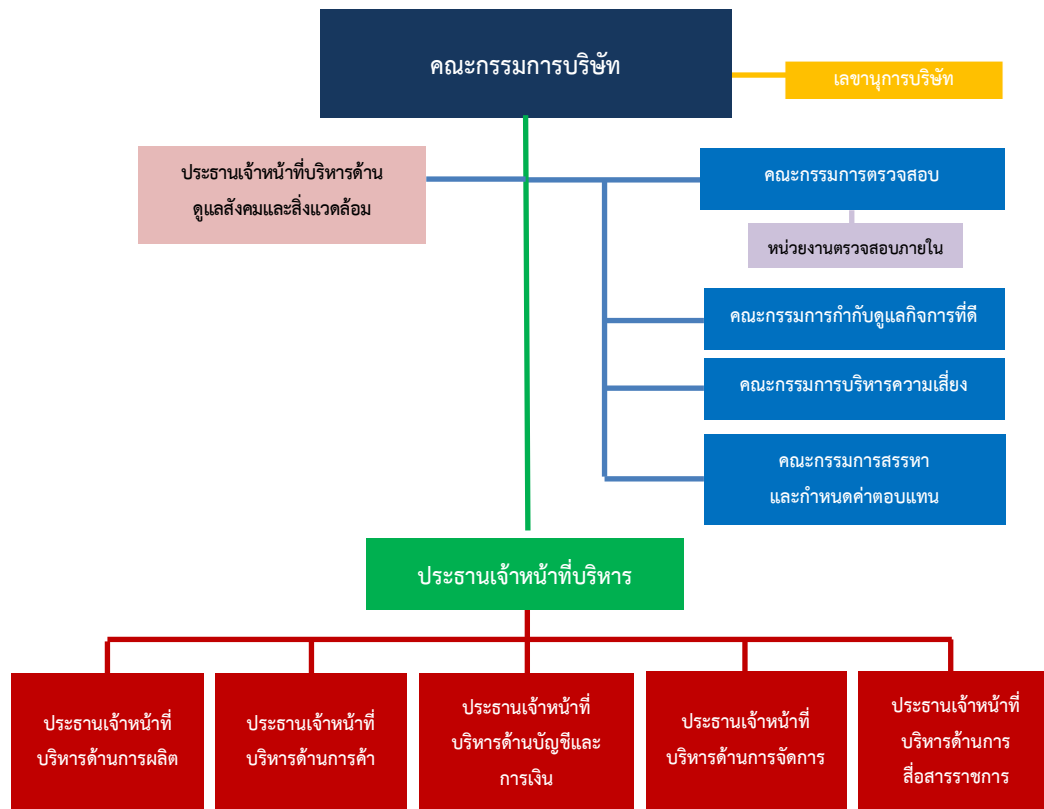 คณะกรรมการบริษัท
เลขานุการบริษัท
ประธานเจ้าหน้าที่บริหารด้าน
ดูแลสังคมและสิ่งแวดล้อม
คณะกรรมการตรวจสอบ
หน่วยงานตรวจสอบภายใน
คณะกรรมการกำกับดูแลกิจการที่ดี
คณะกรรมการบริหารความเสี่ยง
คณะกรรมการสรรหา
และกำหนดค่าตอบแทน
ประธานเจ้าหน้าที่บริหาร
ประธานเจ้าหน้าที่
บริหารด้านการผลิต
ประธานเจ้าหน้าที่
บริหารด้านการค้า
ประธานเจ้าหน้าที่
บริหารด้านบัญชีและ
การเงิน
ประธานเจ้าหน้าที่
บริหารด้านการจัดการ
ประธานเจ้าหน้าที่
บริหารด้านการ
สื่อสารราชการ